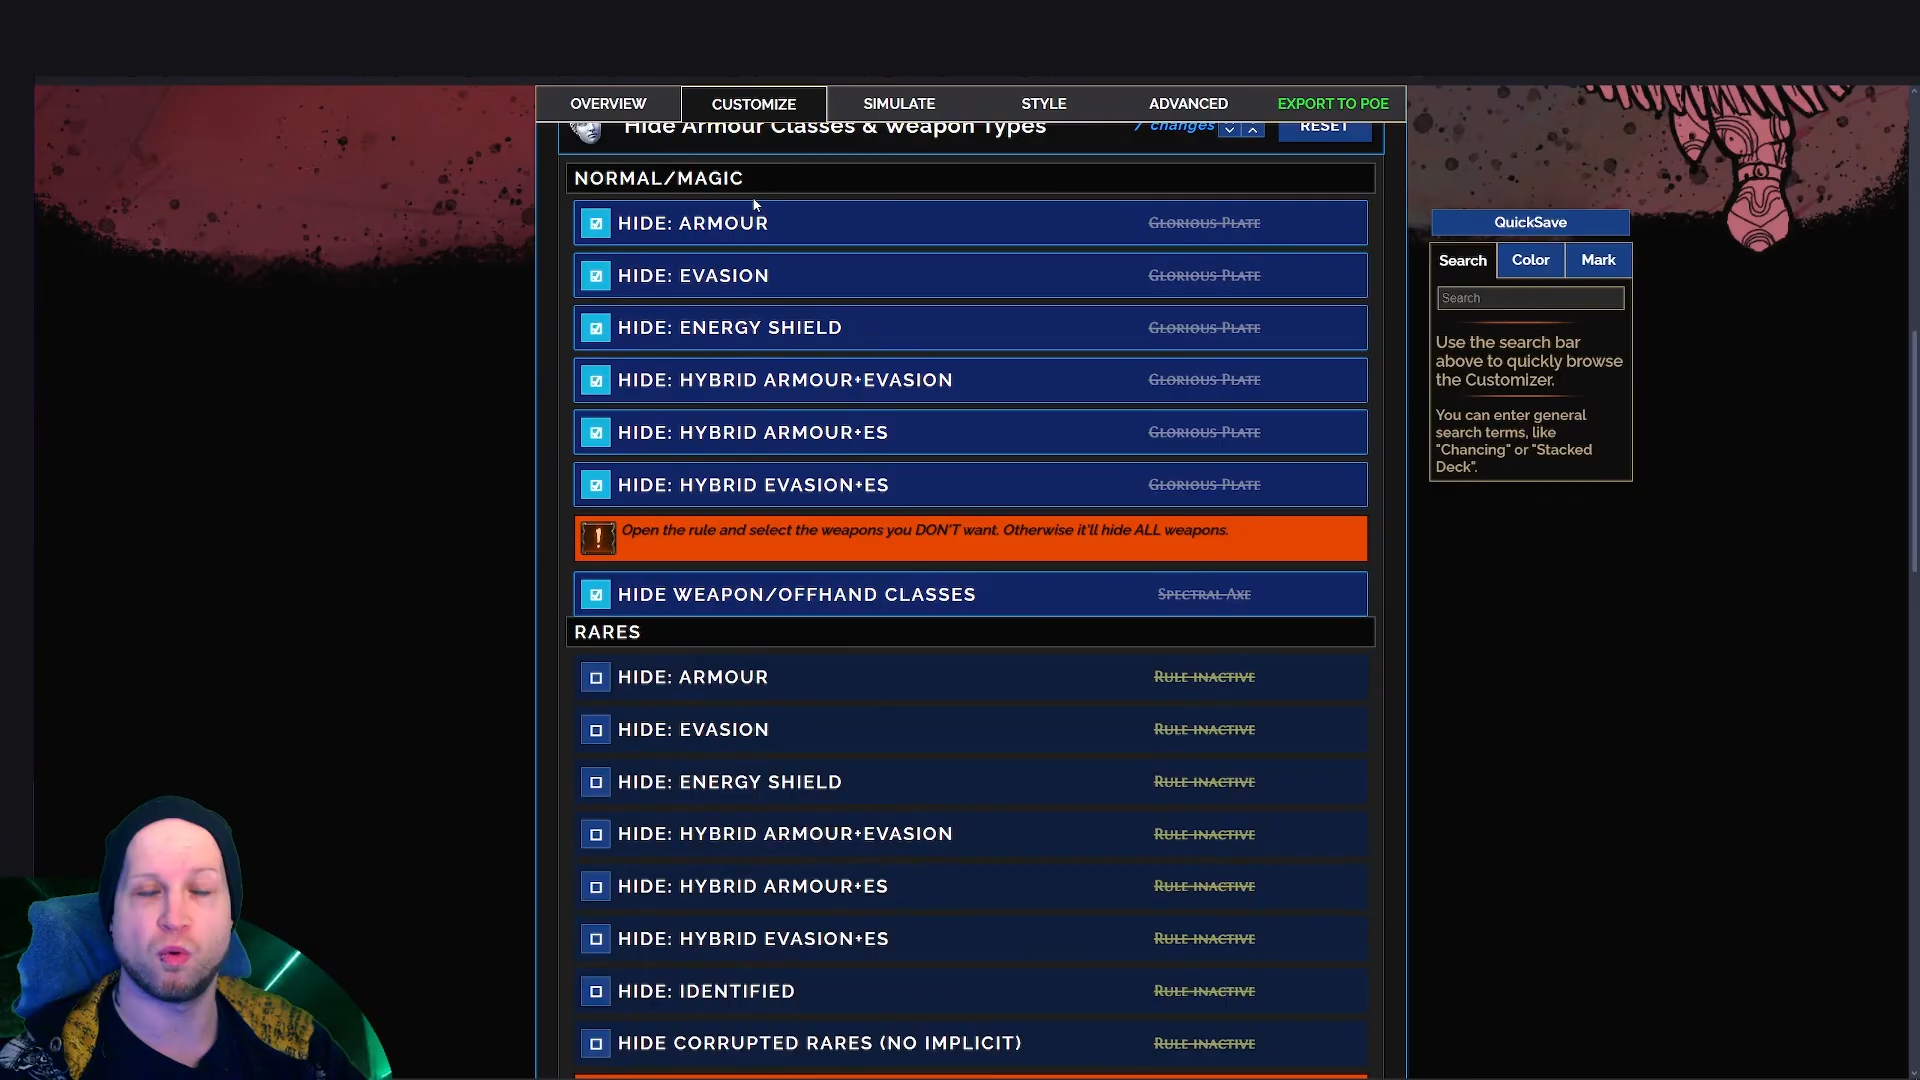 OVERVIEW CUSTOMIZE SIMULATE STYLE ADVANCED EXPORT TO POE
Hide Armour Classes & Weapon Types 7 changes RESET
NORMAL/MAGIC
HIDE: ARMOUR Glorious Plate
HIDE: EVASION Glorious Plate
HIDE: ENERGY SHIELD Glorious Plate
HIDE: HYBRID ARMOUR+EVASION Glorious Plate
HIDE: HYBRID ARMOUR+ES Glorious Plate
HIDE: HYBRID EVASION+ES Glorious Plate
Open the rule and select the weapons you DON'T want. Otherwise it'll hide ALL weapons.
HIDE WEAPON/OFFHAND CLASSES Spectral Axe
RARES
HIDE: ARMOUR Rule inactive
HIDE: EVASION Rule inactive
HIDE: ENERGY SHIELD Rule inactive
HIDE: HYBRID ARMOUR+EVASION Rule inactive
HIDE: HYBRID ARMOUR+ES Rule inactive
HIDE: HYBRID EVASION+ES Rule inactive
HIDE: IDENTIFIED Rule inactive
HIDE CORRUPTED RARES (NO IMPLICIT) Rule inactive
QuickSave
Search Color Mark
Search
Use the search bar
above to quickly browse
the Customizer.
You can enter general
search terms, like
"Chancing" or "Stacked
Deck".